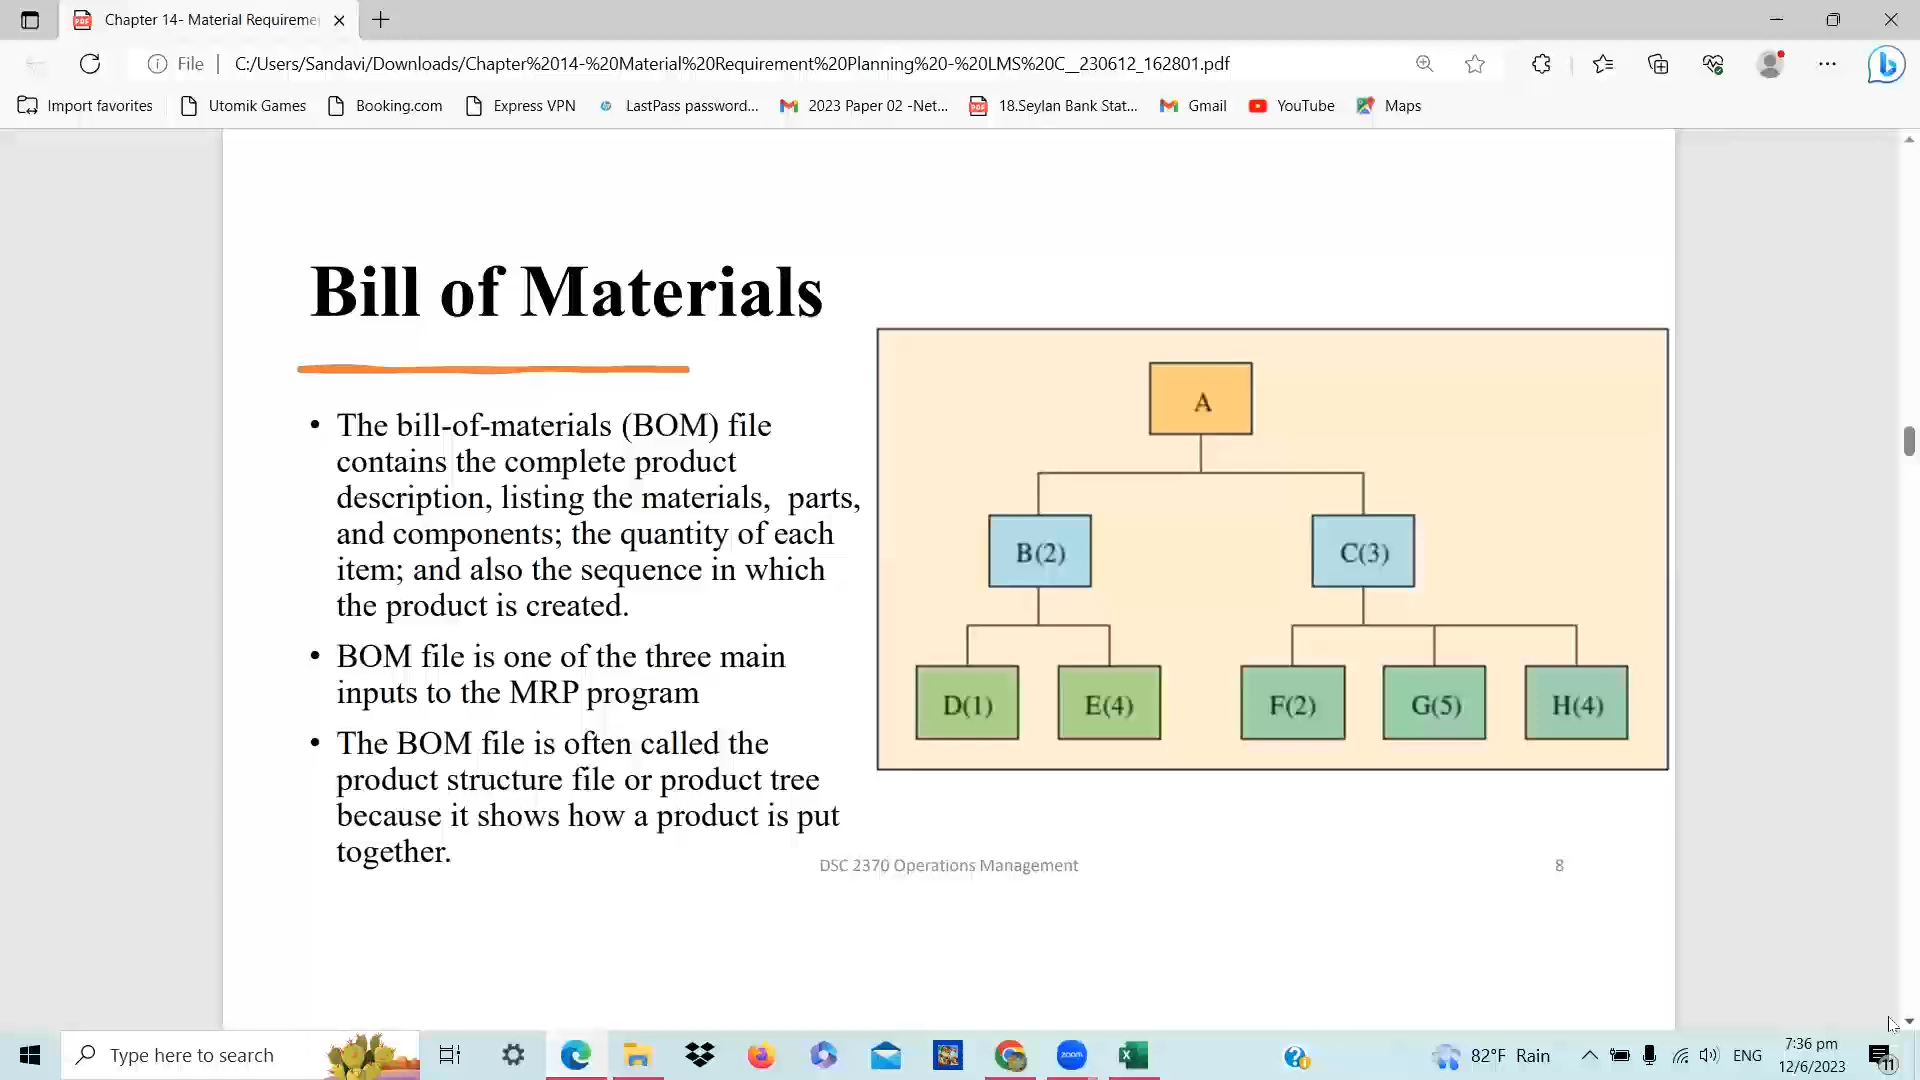 Chapter 14- Material Requireme
File
C:/Users/Sandavi/Downloads/Chapter%2014-%20Material%20Requirement%20Planning%20-%20LMS%20C__230612_162801.pdf
Import favorites
Utomik Games
Booking.com
Express VPN
LastPass password...
2023 Paper 02 -Net...
18.Seylan Bank Stat...
Gmail
YouTube
Maps
Bill of Materials
• The bill-of-materials (BOM) file
contains the complete product
description, listing the materials,  parts,
and components; the quantity of each
item; and also the sequence in which
the product is created.
• BOM file is one of the three main
inputs to the MRP program
• The BOM file is often called the
product structure file or product tree
because it shows how a product is put
together.
A
B(2)
C(3)
D(1)
E(4)
F(2)
G(5)
H(4)
DSC 2370 Operations Management
8
Type here to search
zoom
82°F Rain
ENG
7:36 pm
12/6/2023
11